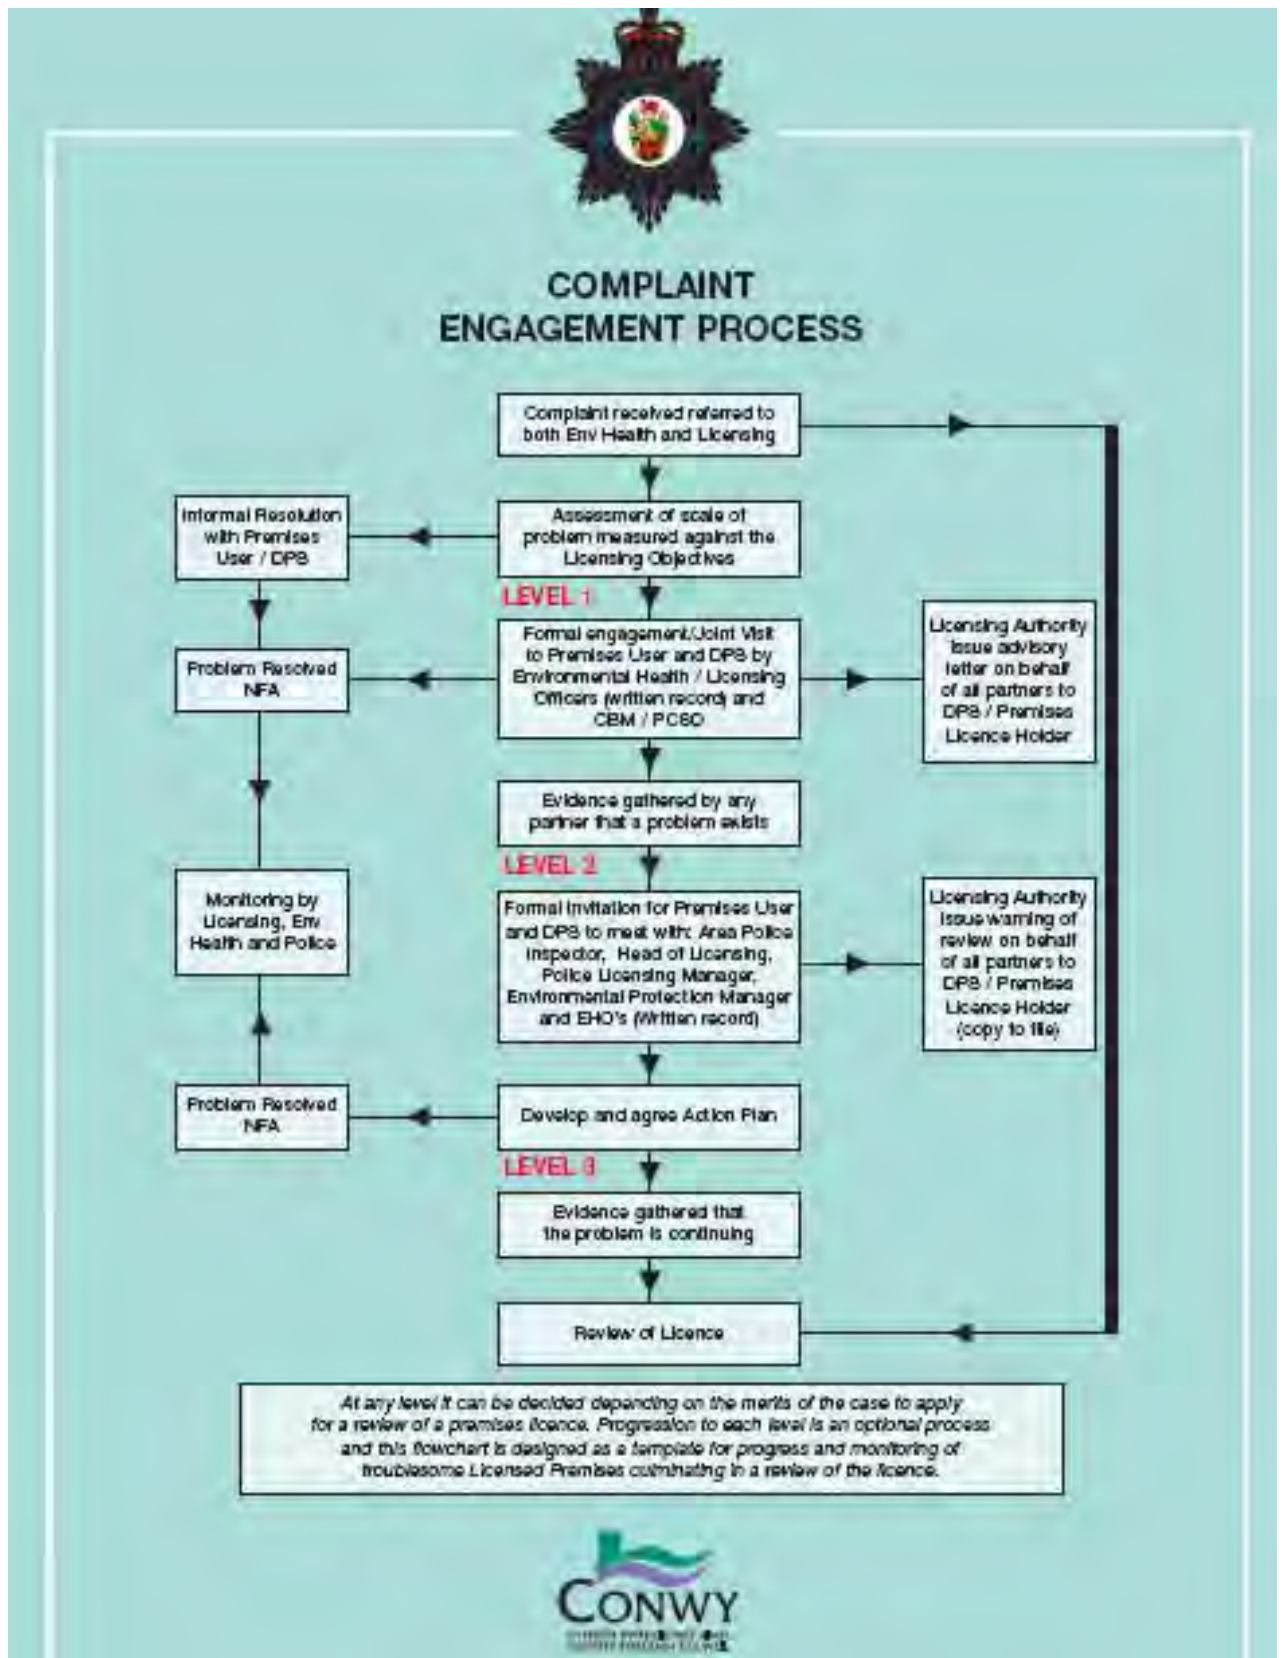 COMPLAINT
ENGAGEMENT PROCESS
Complaint received referred to
both Env Health and Licensing
Informal Resolution
with Premises
User / DPS
Assessment of scale of
problem measured against the
Licensing Objectives
LEVEL 1
Formal engagement/Joint Visit
to Premises User and DPS by
Environmental Health / Licensing
Officers (written record) and
CBM / PCSO
Problem Resolved
NFA
Licensing Authority
issue advisory
letter on behalf
of all partners to
DPS / Premises
Licence Holder
Evidence gathered by any
partner that a problem exists
LEVEL 2
Monitoring by
Licensing, Env
Health and Police
Formal Invitation for Premises User
and DPS to meet with: Area Police
Inspector, Head of Licensing,
Police Licensing Manager,
Environmental Protection Manager
and EHO's (Written record)
Licensing Authority
issue warning of
review on behalf
of all partners to
DPS / Premises
Licence Holder
(copy to file)
Problem Resolved
NFA
Develop and agree Action Plan
LEVEL 3
Evidence gathered that
the problem is continuing
Review of Licence
At any level it can be decided depending on the merits of the case to apply
for a review of a premises licence. Progression to each level is an optional process
and this flowchart is designed as a template for progress and monitoring of
troublesome Licensed Premises culminating in a review of the licence.
CONWY